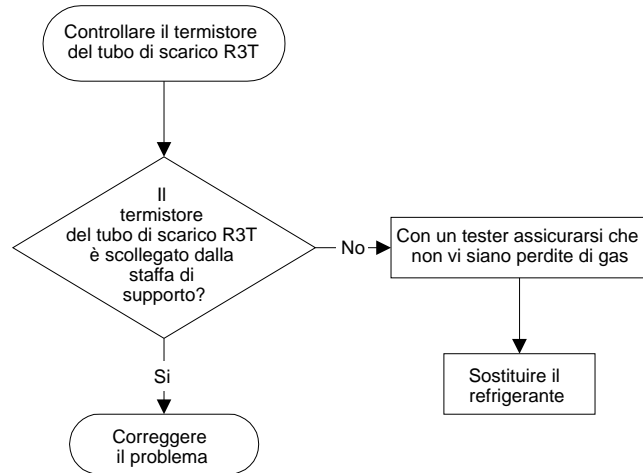 Controllare il termistore
del tubo di scarico R3T
Il
termistore
del tubo di scarico R3T
è scollegato dalla
staffa di
supporto?
No
Con un tester assicurarsi che
non vi siano perdite di gas
Si
Sostituire il
refrigerante
Correggere
il problema